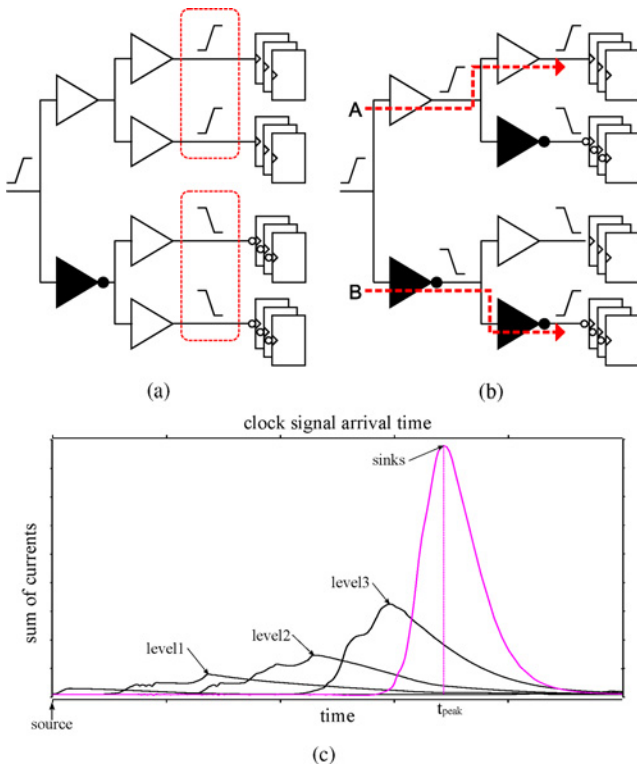 A
B
(a)
(b)
clock signal arrival time
sinks
level3
level2
level1
sum of currents
source
time
tpeak
(c)